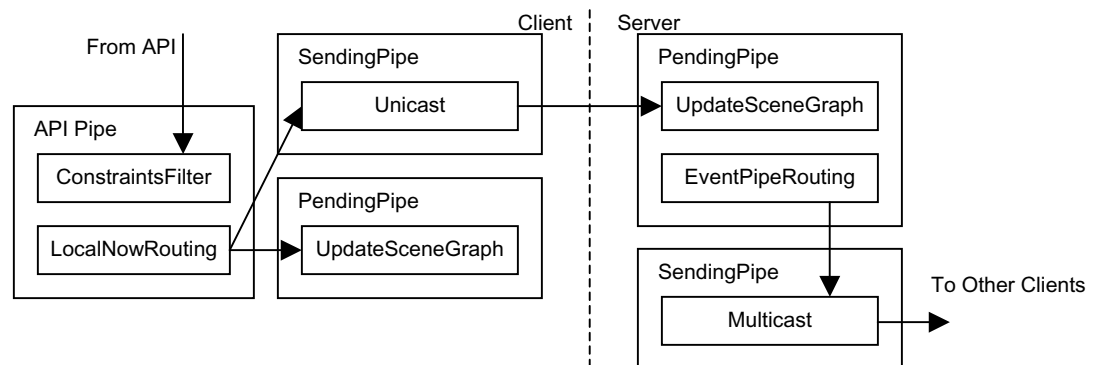 Client
Server
From API
SendingPipe
Unicast
API Pipe
ConstraintsFilter
LocalNowRouting
PendingPipe
UpdateSceneGraph
PendingPipe
UpdateSceneGraph
EventPipeRouting
SendingPipe
Multicast
To Other Clients